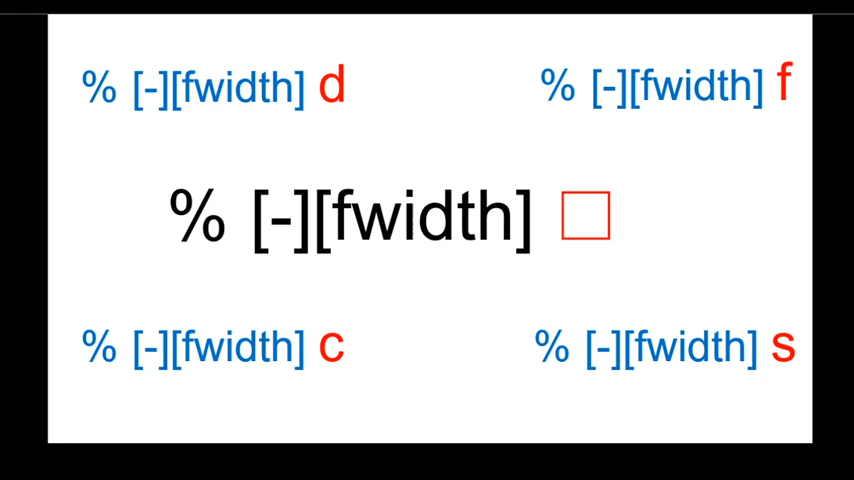 % [-][fwidth] d
% [-][fwidth] f
% [-][fwidth] □
% [-][fwidth] c
% [-][fwidth] s